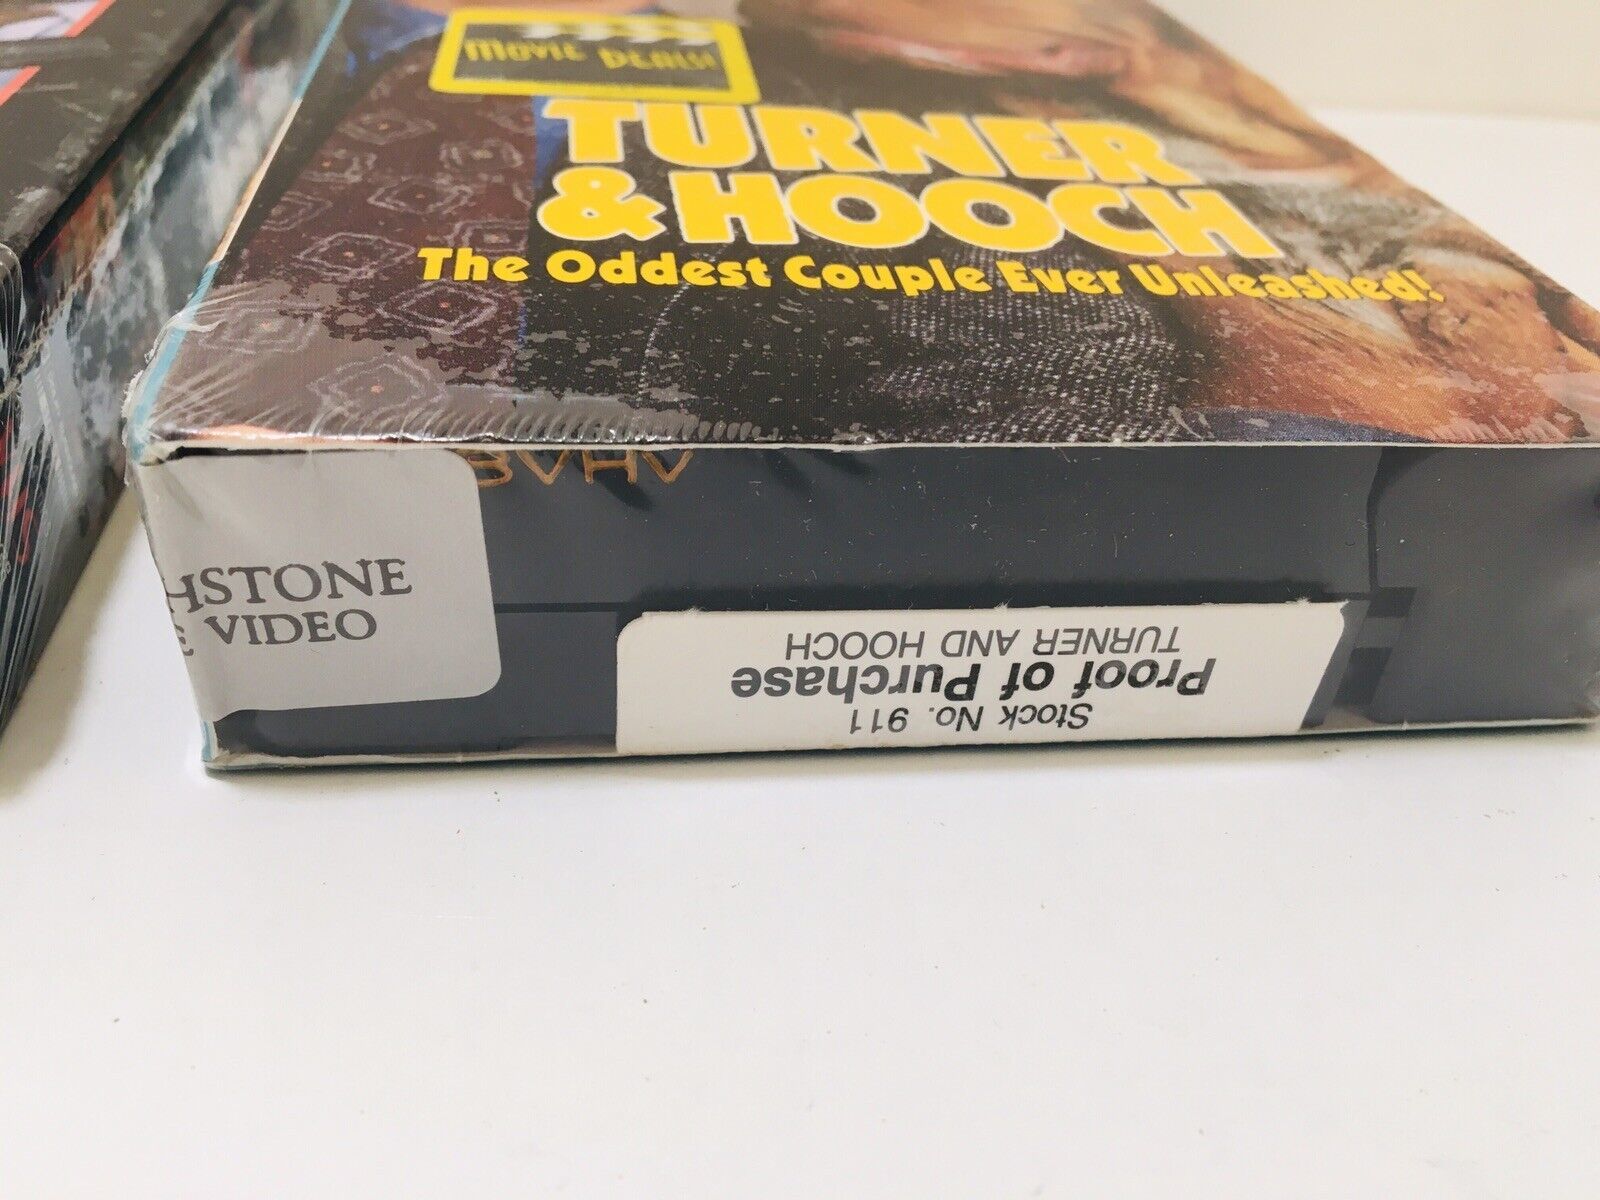 MOVIE DEALS!
TURNER
& HOOCH
The Oddest Couple Ever Unleashed!
BVHV
HSTONE
E VIDEO
TURNER AND HOOCH
Proof of Purchase
Stock No. 911